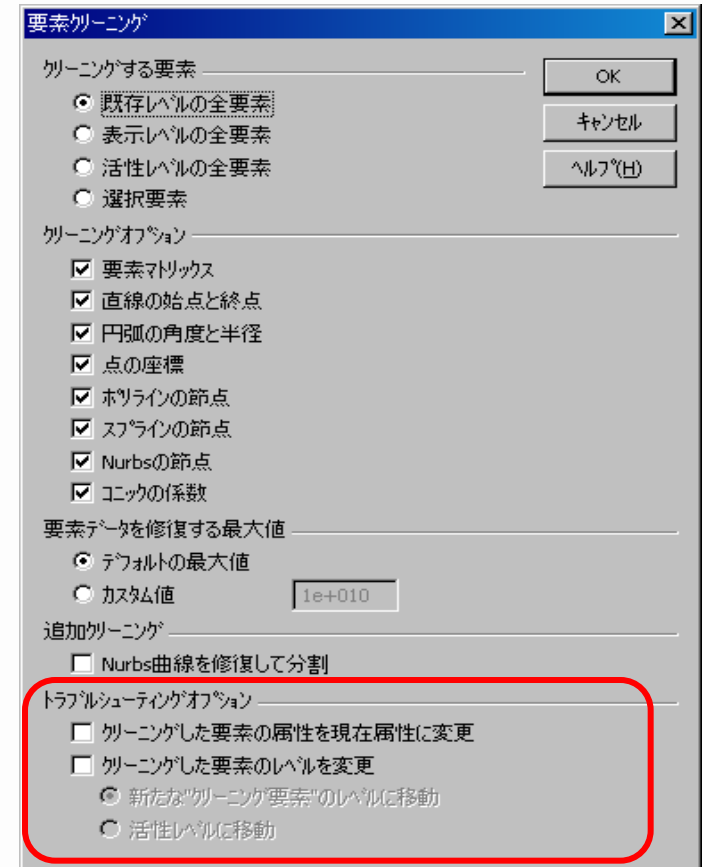 要素ｸﾘｰﾆﾝｸﾞ
ｸﾘｰﾆﾝｸﾞする要素
OK
既存ﾚﾍﾞﾙの全要素
ｷｬﾝｾﾙ
表示ﾚﾍﾞﾙの全要素
活性ﾚﾍﾞﾙの全要素
ﾍﾙﾌﾟ(H)
選択要素
ｸﾘｰﾆﾝｸﾞｵﾌﾟｼｮﾝ
要素ﾏﾄﾘｯｸｽ
直線の始点と終点
円弧の角度と半径
点の座標
ﾎﾟﾘﾗｲﾝの節点
ｽﾌﾟﾗｲﾝの節点
Nurbsの節点
ｺﾆｯｸの係数
要素ﾃﾞｰﾀを修復する最大値
ﾃﾞﾌｫﾙﾄの最大値
ｶｽﾀﾑ値 1e+010
追加ｸﾘｰﾆﾝｸﾞ
Nurbs曲線を修復して分割
ﾄﾗﾌﾞﾙｼｭｰﾃｨﾝｸﾞｵﾌﾟｼｮﾝ
ｸﾘｰﾆﾝｸﾞした要素の属性を現在属性に変更
ｸﾘｰﾆﾝｸﾞした要素のﾚﾍﾞﾙを変更
新たな"ｸﾘｰﾆﾝｸﾞ要素"のﾚﾍﾞﾙに移動
活性ﾚﾍﾞﾙに移動